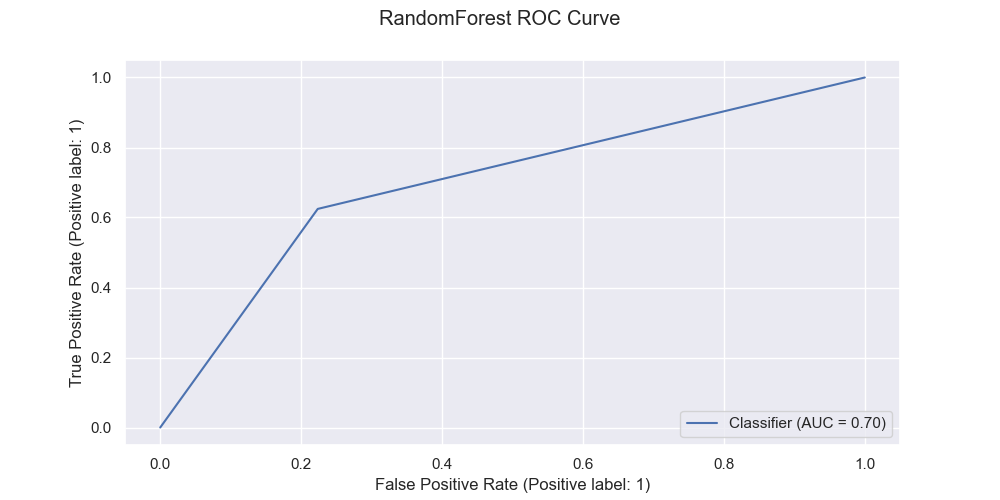 RandomForest ROC Curve
True Positive Rate (Positive label: 1)
1.0
0.8
0.6
0.4
0.2
0.0
Classifier (AUC = 0.70)
0.0 0.2 0.4 0.6 0.8 1.0
False Positive Rate (Positive label: 1)